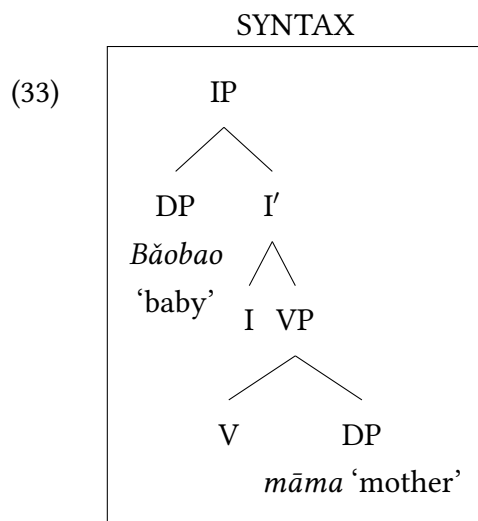 SYNTAX
(33) IP
DP I′
Bǎobao
‘baby’
I VP
V DP
māma ‘mother’